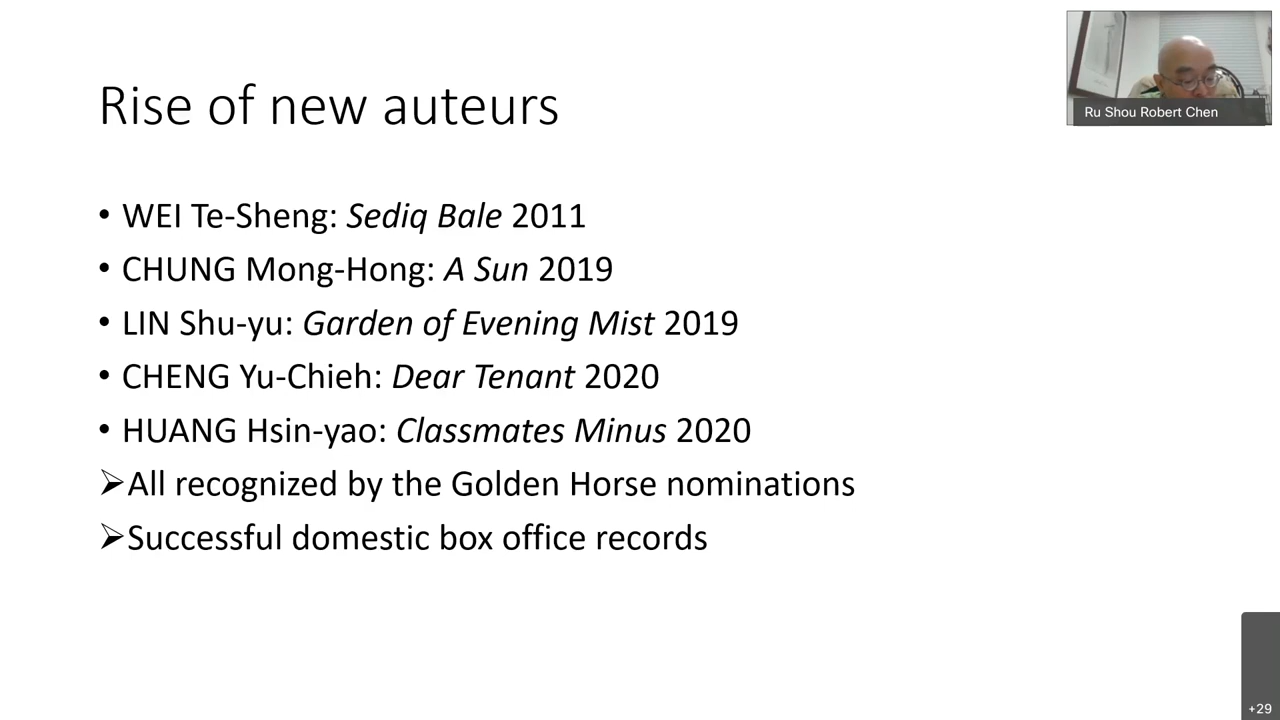 Rise of new auteurs
Ru Shou Robert Chen
• WEI Te-Sheng: Sediq Bale 2011
• CHUNG Mong-Hong: A Sun 2019
• LIN Shu-yu: Garden of Evening Mist 2019
• CHENG Yu-Chieh: Dear Tenant 2020
• HUANG Hsin-yao: Classmates Minus 2020
➢All recognized by the Golden Horse nominations
➢Successful domestic box office records
+29